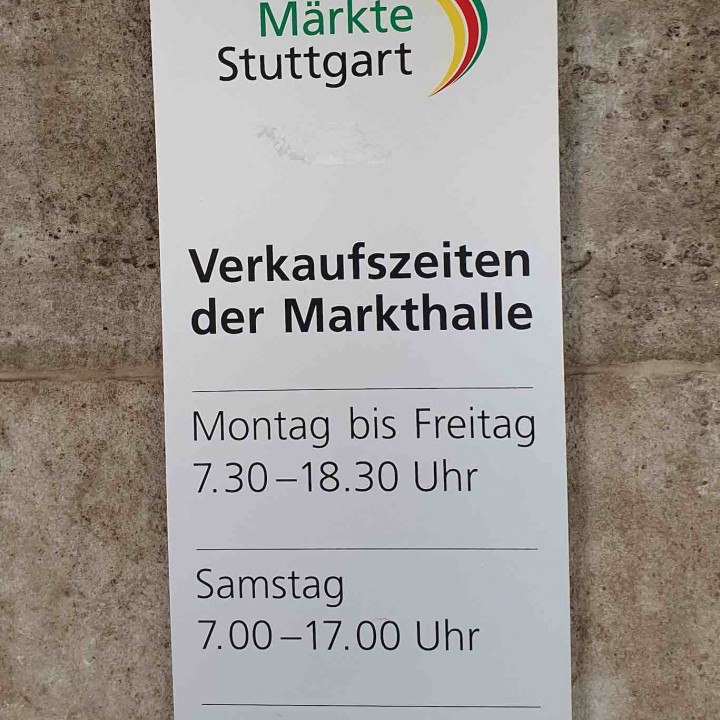 Märkte
Stuttgart
Verkaufszeiten
der Markthalle
Montag bis Freitag
7.30–18.30 Uhr
Samstag
7.00–17.00 Uhr